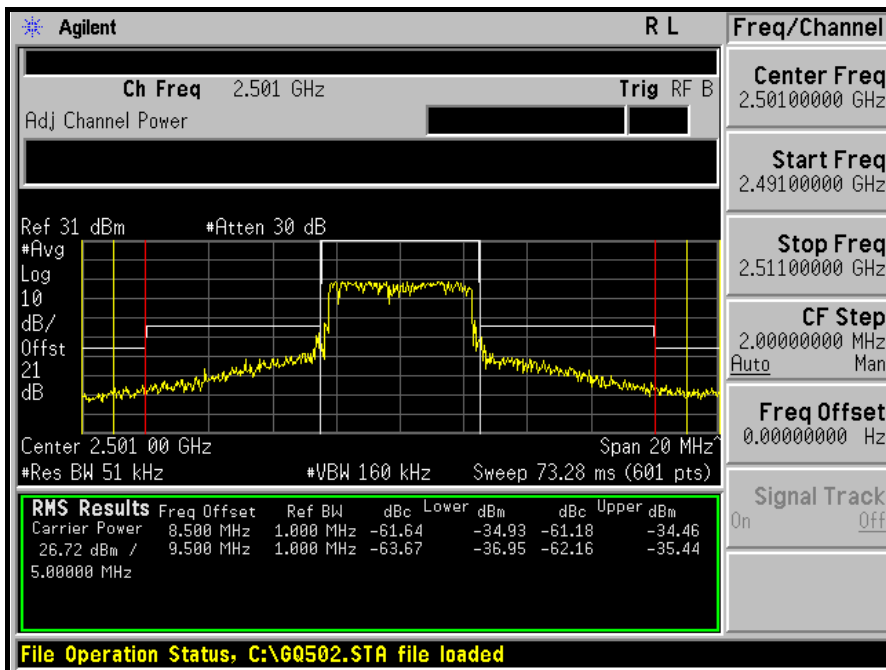 Agilent R L Freq/Channel
Ch Freq 2.501 GHz Trig RF B
Adj Channel Power
Center Freq
2.50100000 GHz
Start Freq
2.49100000 GHz
Stop Freq
2.51100000 GHz
CF Step
2.00000000 MHz
Auto Man
Freq Offset
0.00000000 Hz
Signal Track
On Off
Ref 31 dBm #Atten 30 dB
#Avg
Log
10
dB/
Offst
21
dB
Center 2.501 00 GHz Span 20 MHz^
#Res BW 51 kHz #VBW 160 kHz Sweep 73.28 ms (601 pts)
RMS Results Freq Offset Ref BW dBc Lower dBm dBc Upper dBm
Carrier Power 8.500 MHz 1.000 MHz -61.64 -34.93 -61.18 -34.46
26.72 dBm / 9.500 MHz 1.000 MHz -63.67 -36.95 -62.16 -35.44
5.00000 MHz
File Operation Status, C:\GQ502.STA file loaded